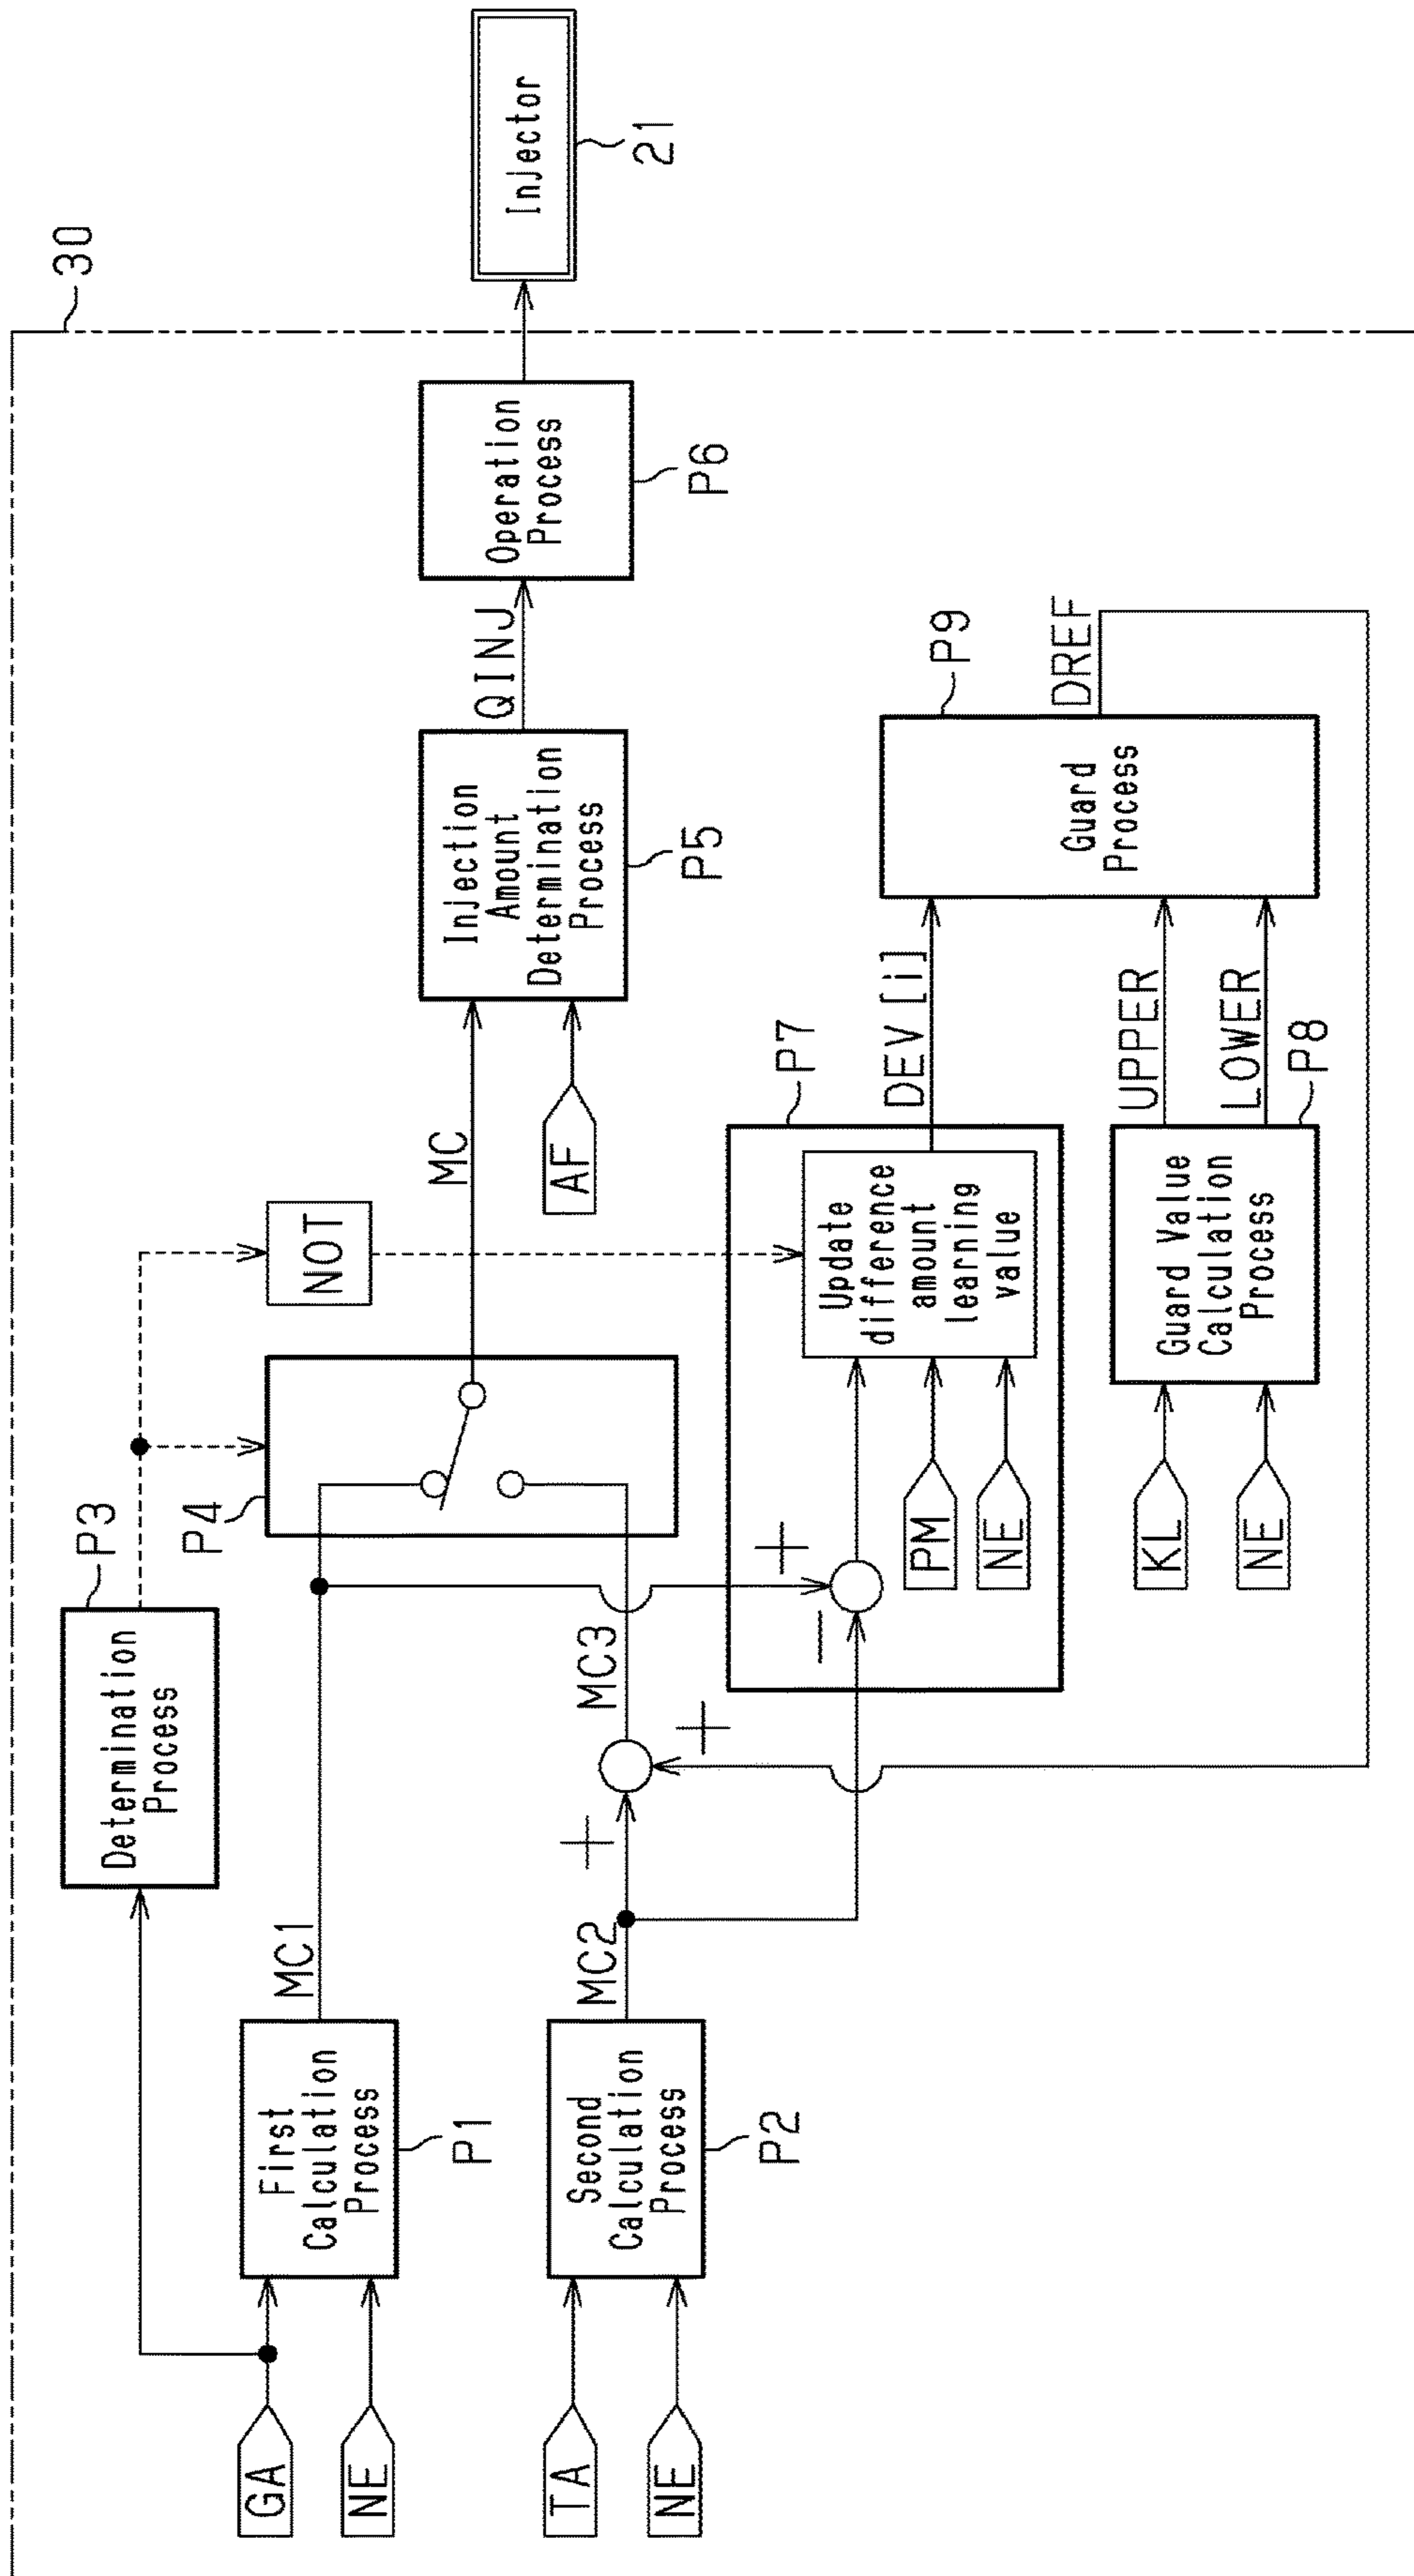 30
P3
Determination
Process
GA
NE
First
Calculation
Process
P1
MC1
P4
NOT
MC
AF
Injection
Amount
Determination
Process
P5
QINJ
Operation
Process
P6
Injector
21
TA
NE
Second
Calculation
Process
P2
MC2
+
+
MC3
+
−
P7
PM
NE
Update
difference
amount
learning
value
DEV [i]
KL
NE
Guard Value
Calculation
Process
P8
UPPER
LOWER
P9
Guard
Process
DREF